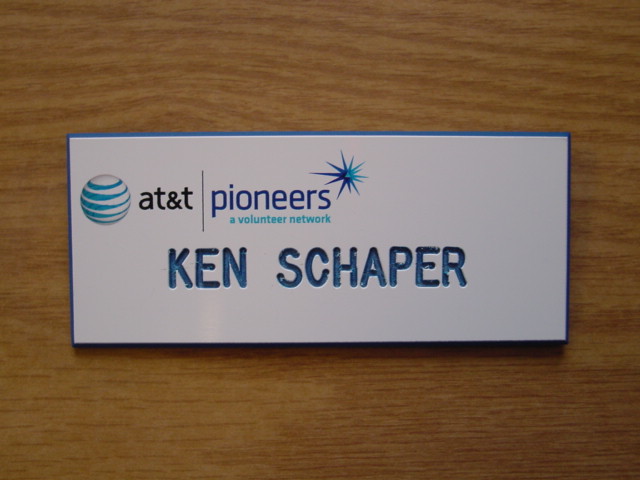 at&t pioneers
a volunteer network
KEN SCHAPER